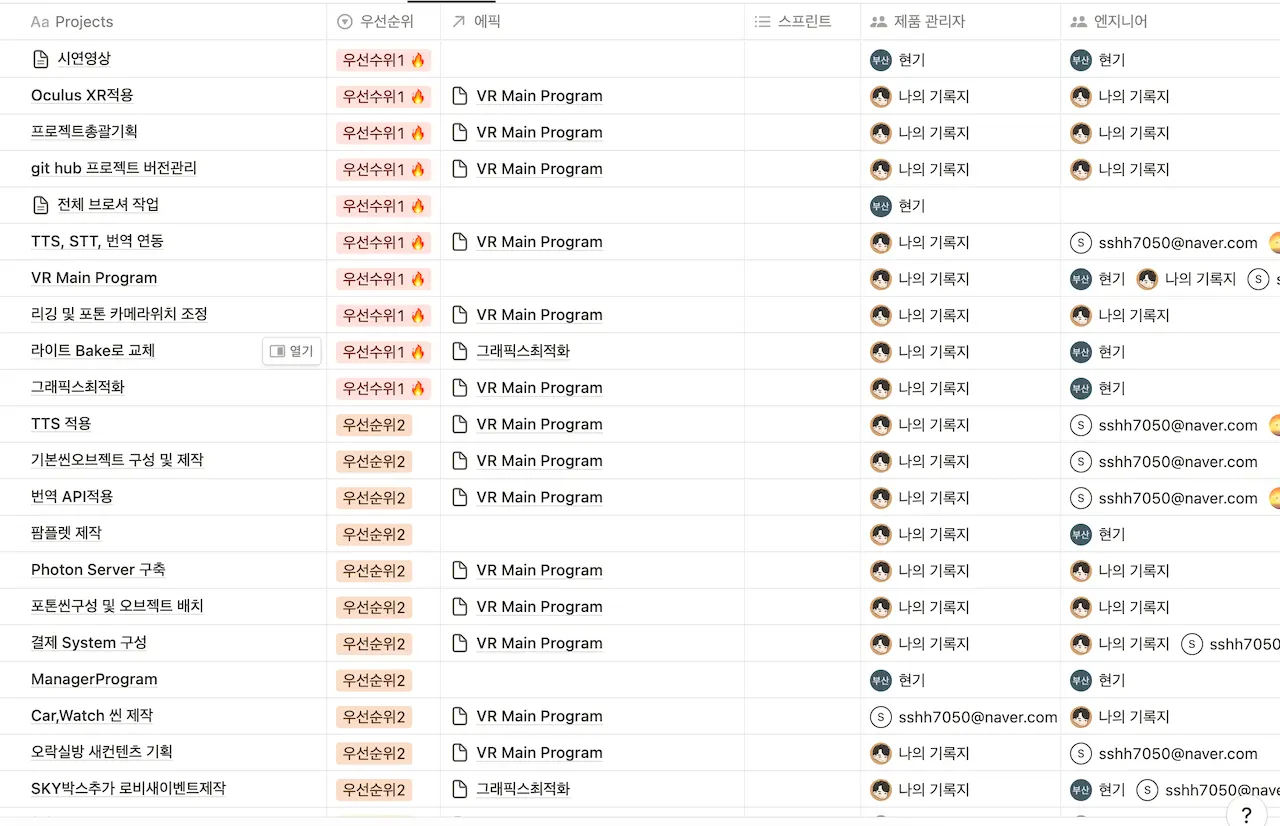 Aa Projects 우선순위 에픽 스프린트 제품 관리자 엔지니어
시연영상 우선수위1 🔥 부산 현기 부산 현기
Oculus XR적용 우선수위1 🔥 VR Main Program 나의 기록지 나의 기록지
프로젝트총괄기획 우선수위1 🔥 VR Main Program 나의 기록지 나의 기록지
git hub 프로젝트 버전관리 우선수위1 🔥 VR Main Program 나의 기록지 나의 기록지
전체 브로셔 작업 우선수위1 🔥 부산 현기
TTS, STT, 번역 연동 우선수위1 🔥 VR Main Program 나의 기록지 S sshh7050@naver.com
VR Main Program 우선수위1 🔥 나의 기록지 부산 현기 나의 기록지 S s
리깅 및 포톤 카메라위치 조정 우선수위1 🔥 VR Main Program 나의 기록지 나의 기록지
라이트 Bake로 교체 열기 우선수위1 🔥 그래픽스최적화 나의 기록지 부산 현기
그래픽스최적화 우선수위1 🔥 VR Main Program 나의 기록지 부산 현기
TTS 적용 우선순위2 VR Main Program 나의 기록지 S sshh7050@naver.com
기본씬오브젝트 구성 및 제작 우선순위2 VR Main Program 나의 기록지 S sshh7050@naver.com
번역 API적용 우선순위2 VR Main Program 나의 기록지 S sshh7050@naver.com
팜플렛 제작 우선순위2 나의 기록지 부산 현기
Photon Server 구축 우선순위2 VR Main Program 나의 기록지 나의 기록지
포톤씬구성 및 오브젝트 배치 우선순위2 VR Main Program 나의 기록지 나의 기록지
결제 System 구성 우선순위2 VR Main Program 나의 기록지 나의 기록지 S sshh7050
ManagerProgram 우선순위2 부산 현기 부산 현기
Car,Watch 씬 제작 우선순위2 VR Main Program S sshh7050@naver.com 나의 기록지
오락실방 새컨텐츠 기획 우선순위2 VR Main Program 나의 기록지 S sshh7050@naver.com
SKY박스추가 로비새이벤트제작 우선순위2 그래픽스최적화 나의 기록지 부산 현기 S sshh7050@nave
?